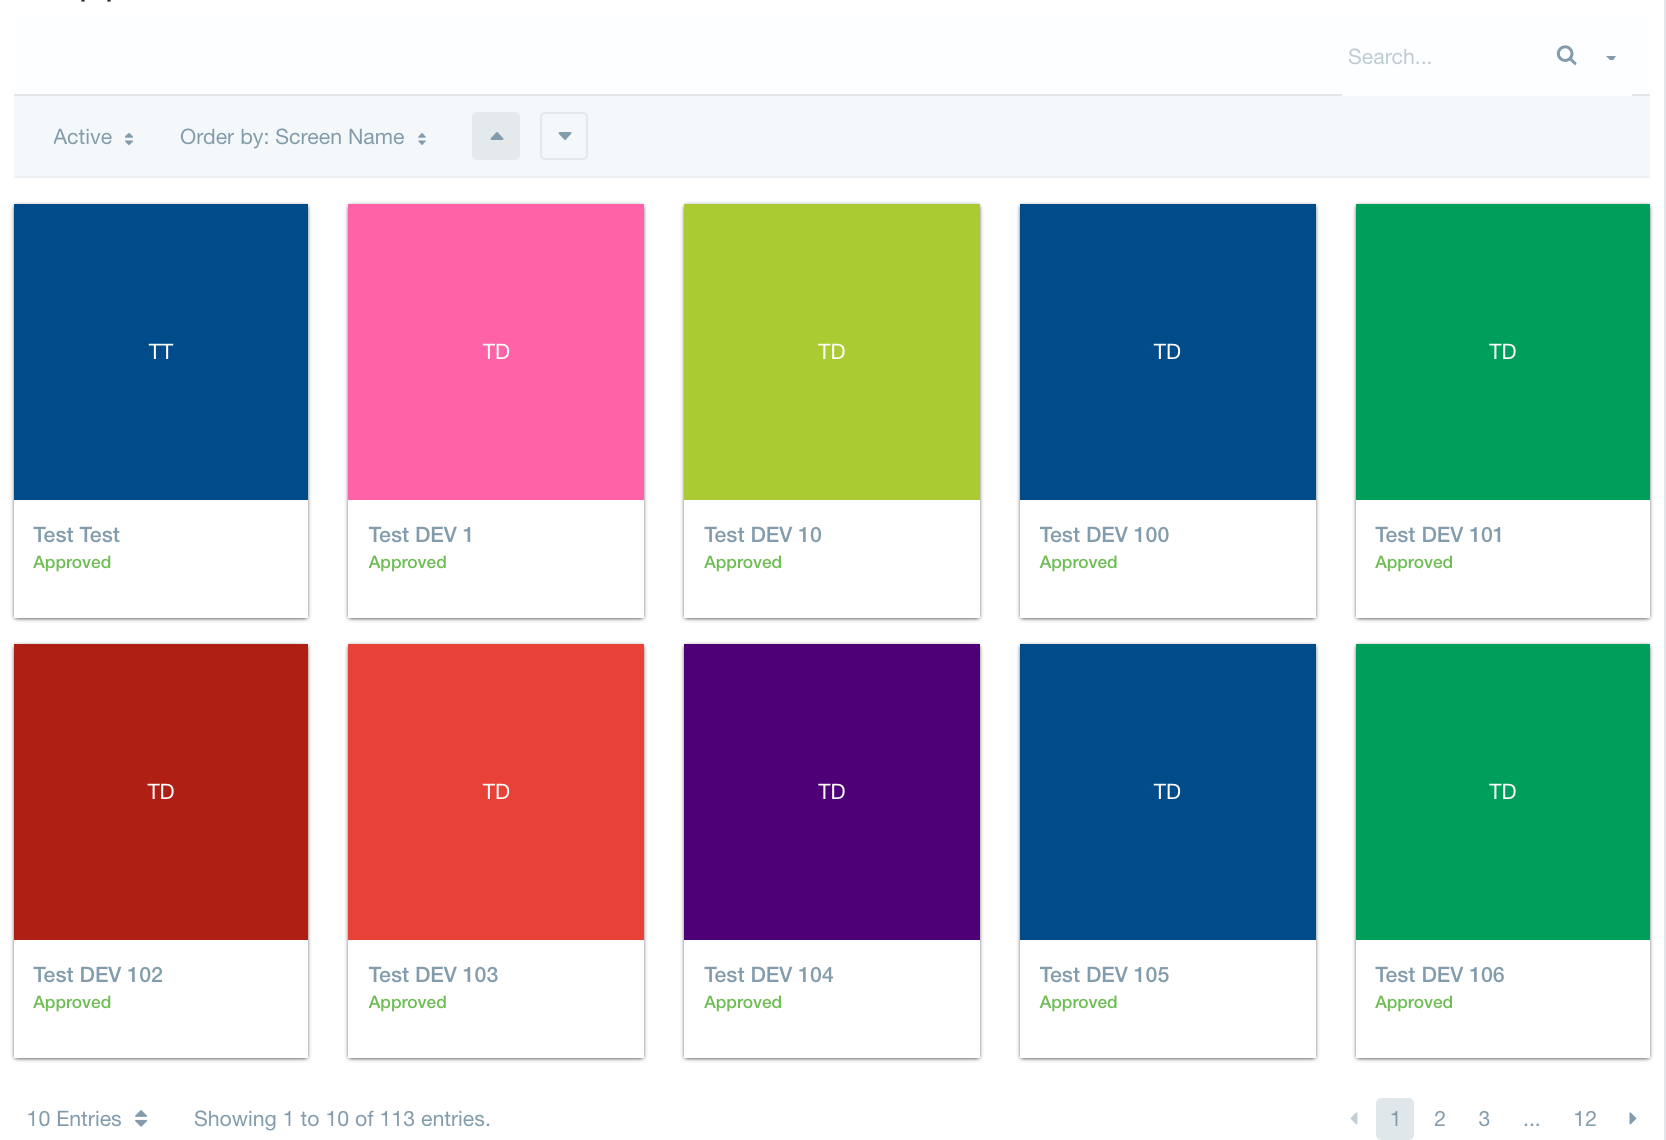 Search...
Active Order by: Screen Name
TT TD TD TD TD
Test Test Test DEV 1 Test DEV 10 Test DEV 100 Test DEV 101
Approved Approved Approved Approved Approved
TD TD TD TD TD
Test DEV 102 Test DEV 103 Test DEV 104 Test DEV 105 Test DEV 106
Approved Approved Approved Approved Approved
10 Entries Showing 1 to 10 of 113 entries. 1 2 3 ... 12